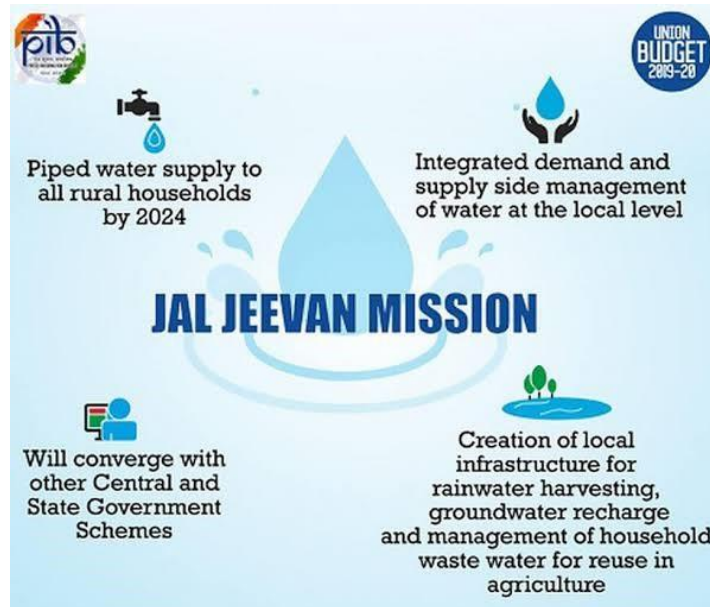 pib
UNION
BUDGET
2019-20
Piped water supply to
all rural households
by 2024
Integrated demand and
supply side management
of water at the local level
JAL JEEVAN MISSION
Will converge with
other Central and
State Government
Schemes
Creation of local
infrastructure for
rainwater harvesting,
groundwater recharge
and management of household
waste water for reuse in
agriculture